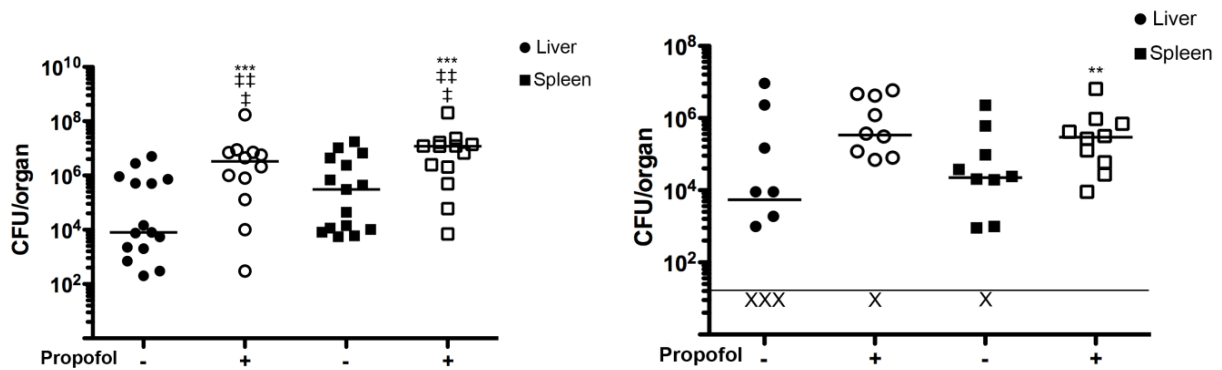 Liver
Spleen
CFU/organ
10^10
10^8
10^6
10^4
10^2
***
‡‡
‡
***
‡‡
‡
Propofol - + - +
Liver
Spleen
CFU/organ
10^8
10^6
10^4
10^2
**
XXX X X
Propofol - + - +